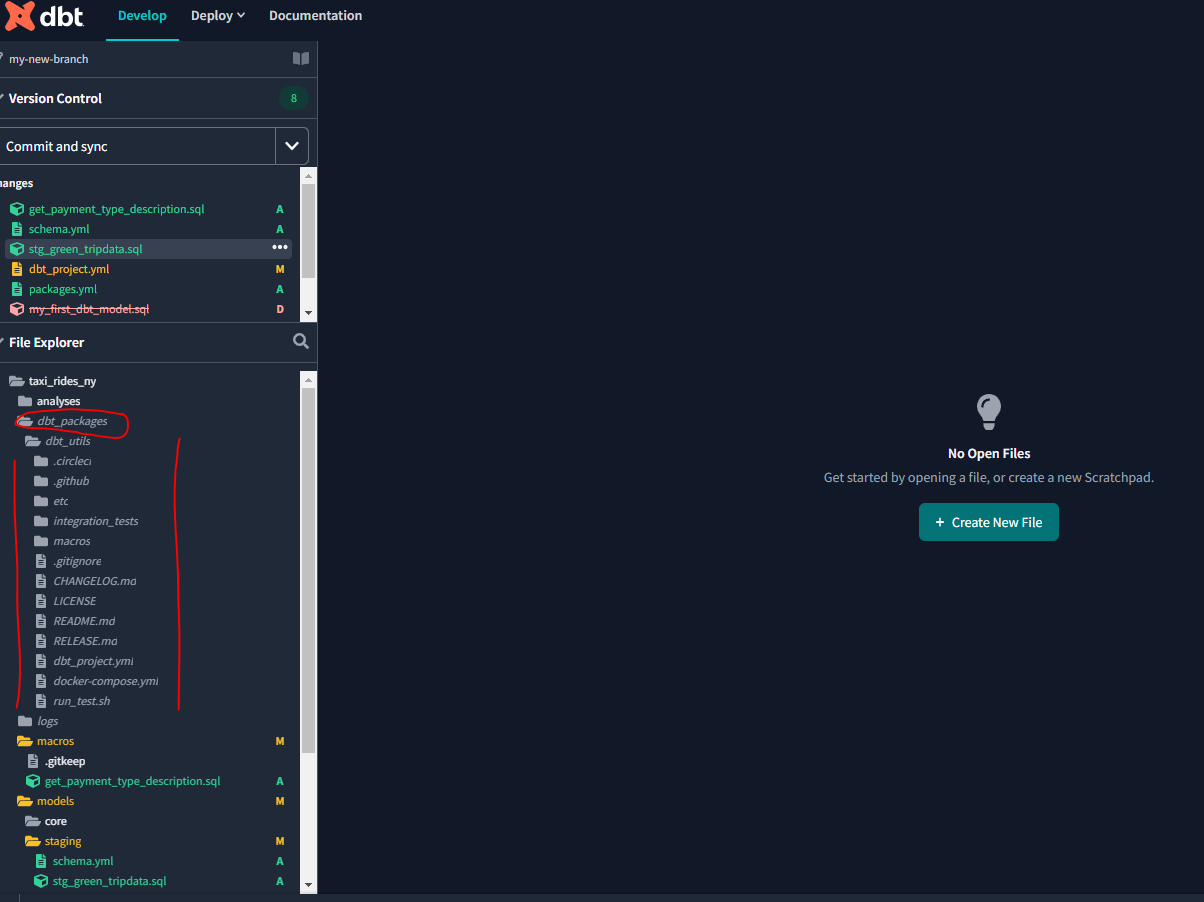 dbt
Develop
Deploy
Documentation
my-new-branch
Version Control
8
Commit and sync
hanges
get_payment_type_description.sql A
schema.yml A
stg_green_tripdata.sql
dbt_project.yml M
packages.yml A
my_first_dbt_model.sql D
File Explorer
taxi_rides_ny
analyses
dbt_packages
dbt_utils
.circleci
.github
etc
integration_tests
macros
.gitignore
CHANGELOG.md
LICENSE
README.md
RELEASE.md
dbt_project.yml
docker-compose.yml
run_test.sh
logs
macros M
.gitkeep
get_payment_type_description.sql A
models M
core
staging M
schema.yml A
stg_green_tripdata.sql A
No Open Files
Get started by opening a file, or create a new Scratchpad.
+ Create New File